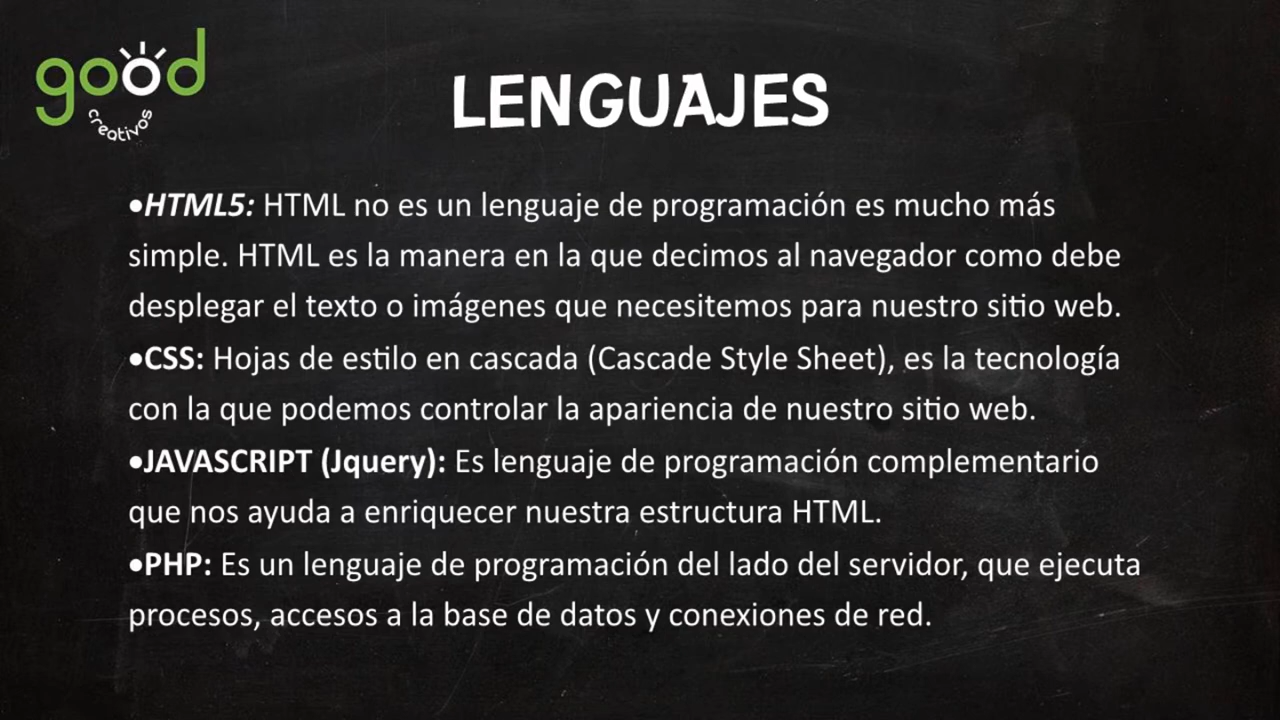 good
creativos
LENGUAJES
•HTML5: HTML no es un lenguaje de programación es mucho más
simple. HTML es la manera en la que decimos al navegador como debe
desplegar el texto o imágenes que necesitemos para nuestro sitio web.
•CSS: Hojas de estilo en cascada (Cascade Style Sheet), es la tecnología
con la que podemos controlar la apariencia de nuestro sitio web.
•JAVASCRIPT (Jquery): Es lenguaje de programación complementario
que nos ayuda a enriquecer nuestra estructura HTML.
•PHP: Es un lenguaje de programación del lado del servidor, que ejecuta
procesos, accesos a la base de datos y conexiones de red.